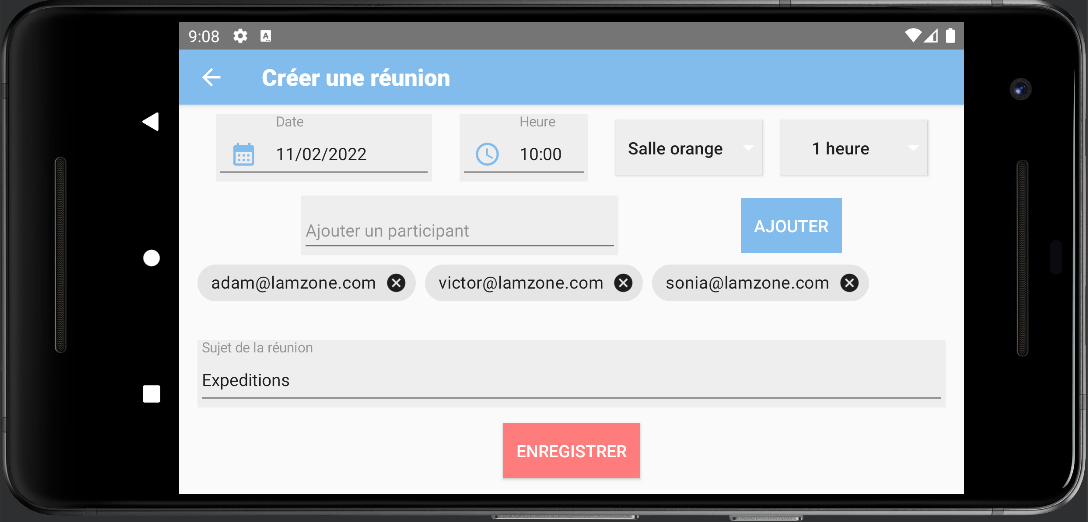 9:08
Créer une réunion
Date
Heure
11/02/2022
10:00
Salle orange
1 heure
Ajouter un participant
AJOUTER
adam@lamzone.com
victor@lamzone.com
sonia@lamzone.com
Sujet de la réunion
Expeditions
ENREGISTRER